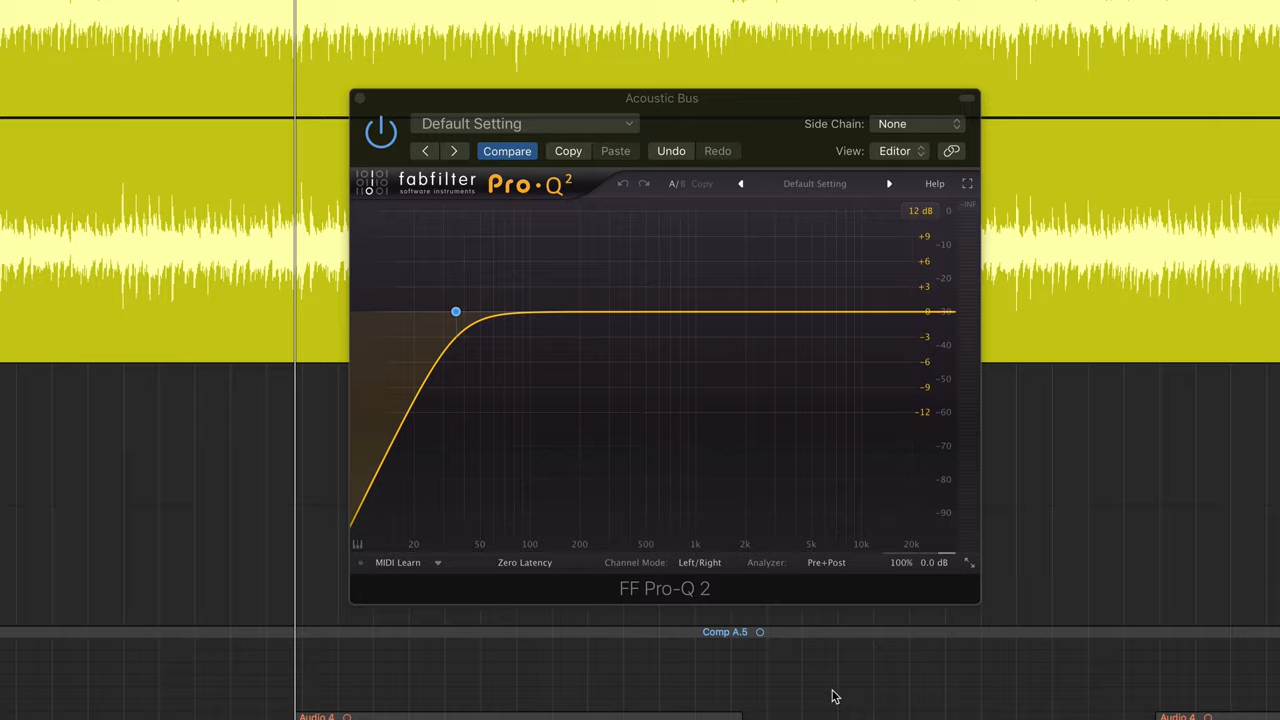 Acoustic Bus
Default Setting
Side Chain: None
Compare Copy Paste Undo Redo
View: Editor
fabfilter
software instruments
Pro·Q2
A/B Copy
Default Setting
Help
-INF
12 dB 0
+9
-10
+6
-20
+3
0 -30
-3
-40
-6
-50
-9
-12 -60
-70
-80
-90
20 50 100 200 500 1k 2k 5k 10k 20k
MIDI Learn Zero Latency Channel Mode: Left/Right Analyzer: Pre+Post 100% 0.0 dB
FF Pro-Q 2
Comp A.5
Audio 4 Audio 4